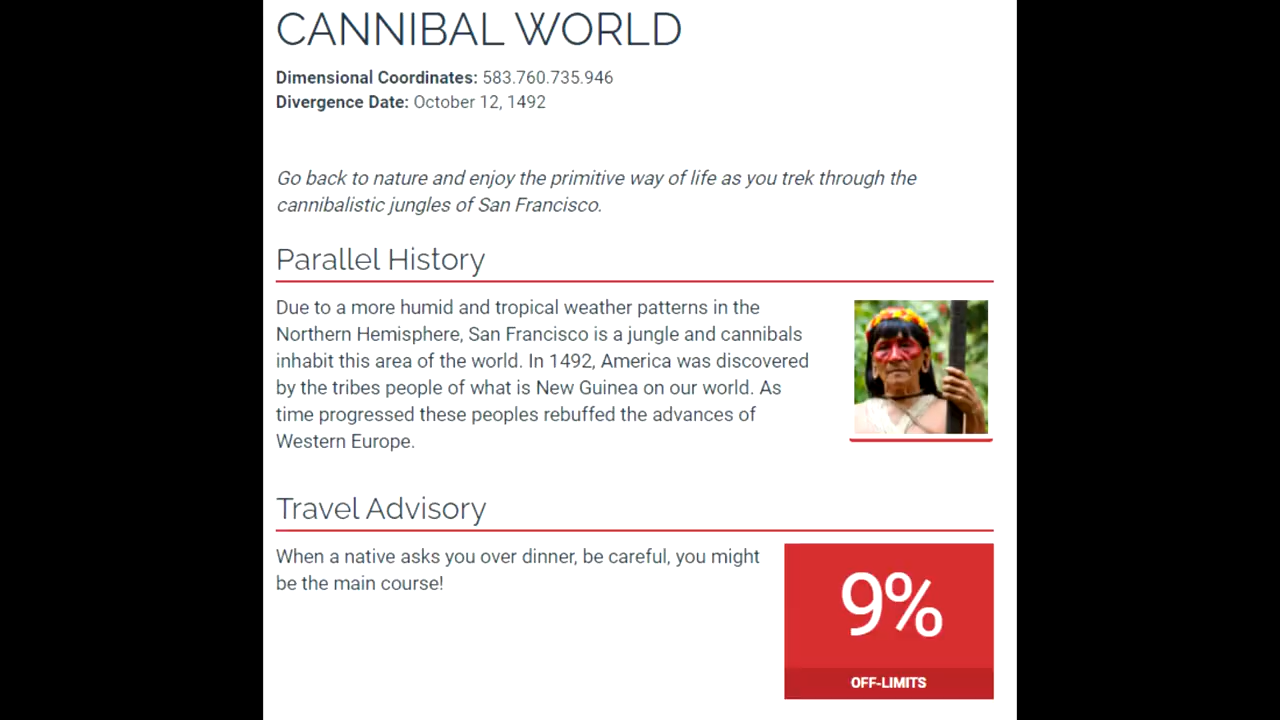 CANNIBAL WORLD
Dimensional Coordinates: 583.760.735.946
Divergence Date: October 12, 1492
Go back to nature and enjoy the primitive way of life as you trek through the
cannibalistic jungles of San Francisco.
Parallel History
Due to a more humid and tropical weather patterns in the
Northern Hemisphere, San Francisco is a jungle and cannibals
inhabit this area of the world. In 1492, America was discovered
by the tribes people of what is New Guinea on our world. As
time progressed these peoples rebuffed the advances of
Western Europe.
Travel Advisory
When a native asks you over dinner, be careful, you might
be the main course!
9%
OFF-LIMITS